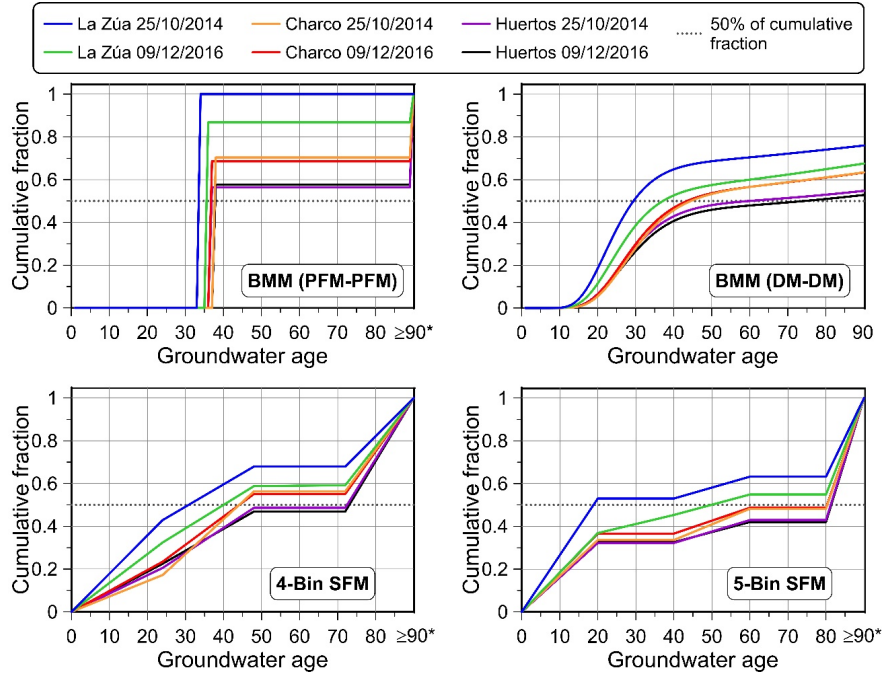 La Zúa 25/10/2014 Charco 25/10/2014 Huertos 25/10/2014 50% of cumulative
La Zúa 09/12/2016 Charco 09/12/2016 Huertos 09/12/2016 fraction
1
0.8
0.6
0.4
0.2
0
Cumulative fraction
BMM (PFM-PFM)
0 10 20 30 40 50 60 70 80 ≥90*
Groundwater age
1
0.8
0.6
0.4
0.2
0
Cumulative fraction
BMM (DM-DM)
0 10 20 30 40 50 60 70 80 90
Groundwater age
1
0.8
0.6
0.4
0.2
0
Cumulative fraction
4-Bin SFM
0 10 20 30 40 50 60 70 80 ≥90*
Groundwater age
1
0.8
0.6
0.4
0.2
0
Cumulative fraction
5-Bin SFM
0 10 20 30 40 50 60 70 80 ≥90*
Groundwater age